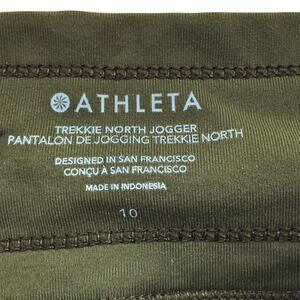 ATHLETA
TREKKIE NORTH JOGGER
PANTALON DE JOGGING TREKKIE NORTH
DESIGNED IN SAN FRANCISCO
CONÇU À SAN FRANCISCO
MADE IN INDONESIA
10